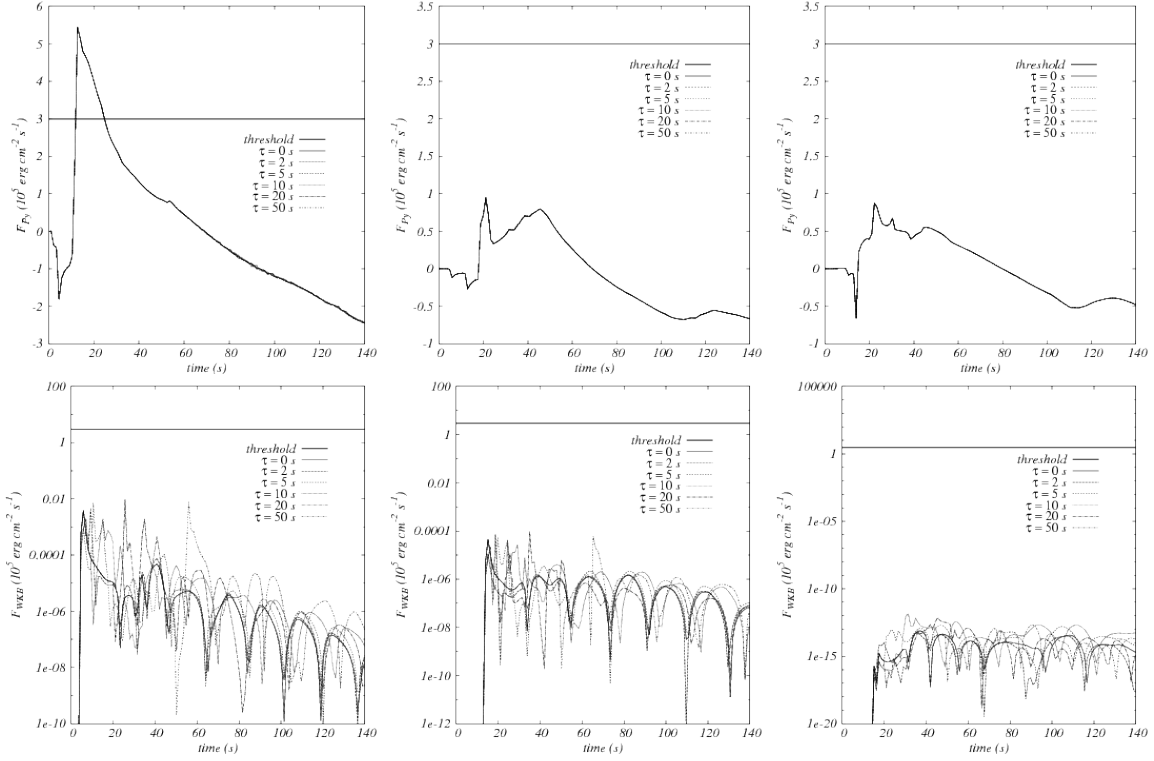 6
5
4
3
2
1
0
-1
-2
-3
F_Py (10^5 erg cm^-2 s^-1)
threshold
τ = 0 s
τ = 2 s
τ = 5 s
τ = 10 s
τ = 20 s
τ = 50 s
0 20 40 60 80 100 120 140
time (s)
3.5
3
2.5
2
1.5
1
0.5
0
-0.5
-1
F_Py (10^5 erg cm^-2 s^-1)
threshold
τ = 0 s
τ = 2 s
τ = 5 s
τ = 10 s
τ = 20 s
τ = 50 s
0 20 40 60 80 100 120 140
time (s)
3.5
3
2.5
2
1.5
1
0.5
0
-0.5
-1
F_Py (10^5 erg cm^-2 s^-1)
threshold
τ = 0 s
τ = 2 s
τ = 5 s
τ = 10 s
τ = 20 s
τ = 50 s
0 20 40 60 80 100 120 140
time (s)
100
1
0.01
0.0001
1e-06
1e-08
1e-10
F_WKB (10^5 erg cm^-2 s^-1)
threshold
τ = 0 s
τ = 2 s
τ = 5 s
τ = 10 s
τ = 20 s
τ = 50 s
0 20 40 60 80 100 120 140
time (s)
100
1
0.01
0.0001
1e-06
1e-08
1e-10
1e-12
F_WKB (10^5 erg cm^-2 s^-1)
threshold
τ = 0 s
τ = 2 s
τ = 5 s
τ = 10 s
τ = 20 s
τ = 50 s
0 20 40 60 80 100 120 140
time (s)
100000
1
1e-05
1e-10
1e-15
1e-20
F_WKB (10^5 erg cm^-2 s^-1)
threshold
τ = 0 s
τ = 2 s
τ = 5 s
τ = 10 s
τ = 20 s
τ = 50 s
0 20 40 60 80 100 120 140
time (s)